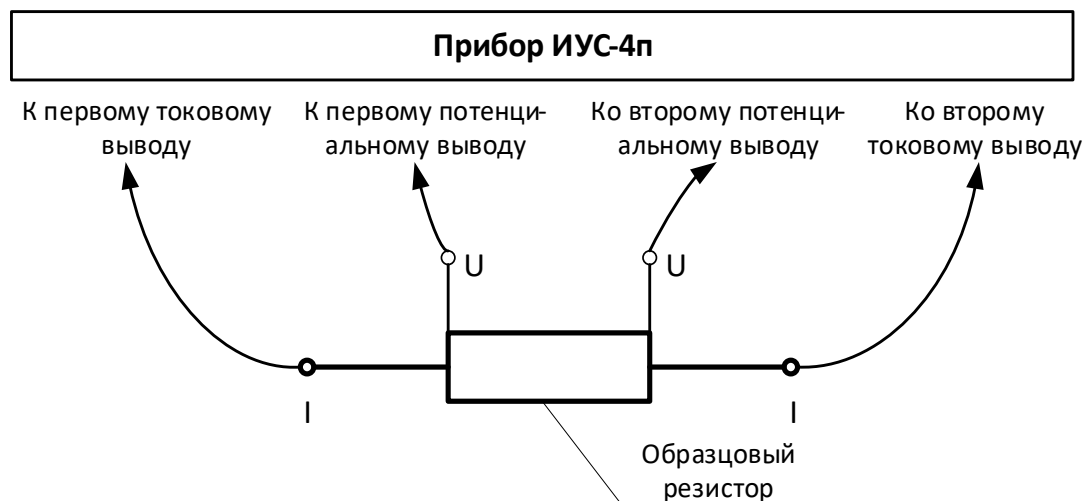 Прибор ИУС-4п
К первому токовому
выводу
К первому потенци-
альному выводу
Ко второму потенци-
альному выводу
Ко второму
токовому выводу
U
U
I
I
Образцовый
резистор